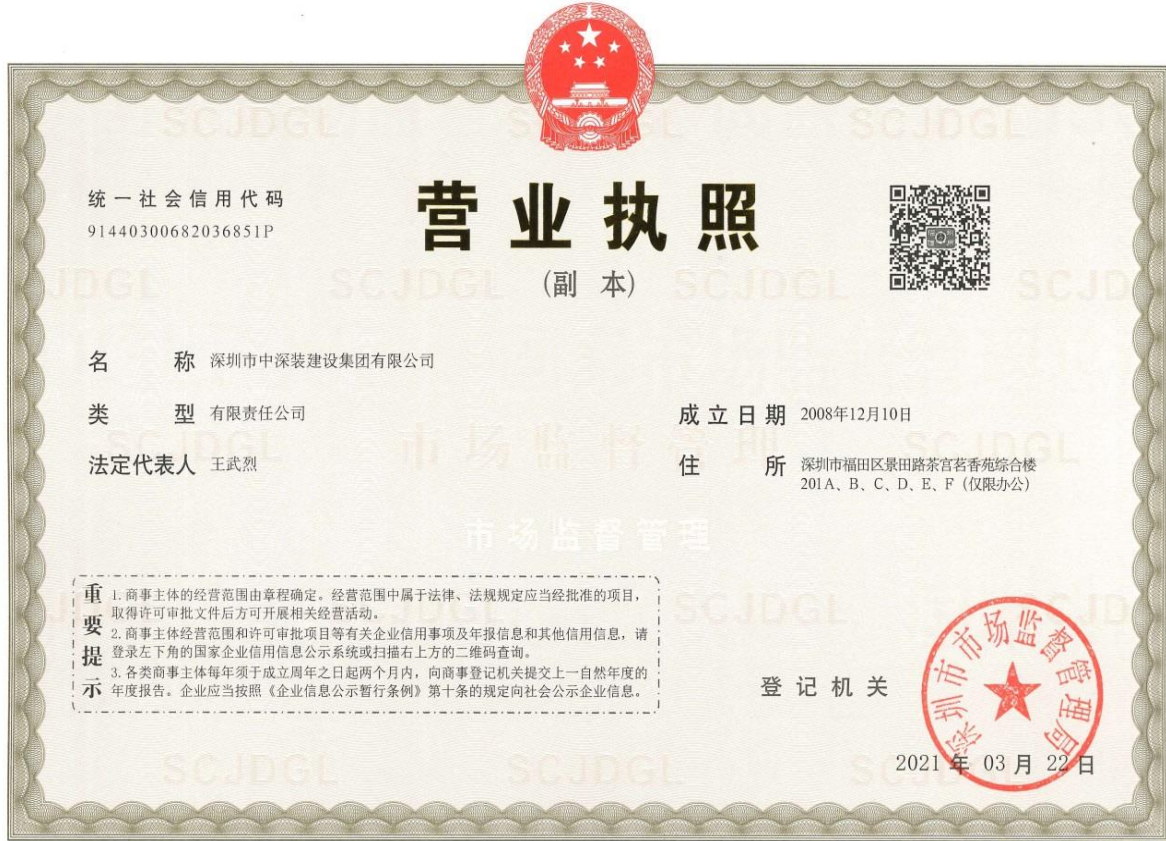 统一社会信用代码
91440300682036851P
营业执照
(副 本)
名 称 深圳市中深装建设集团有限公司
类 型 有限责任公司
成立日期 2008年12月10日
法定代表人 王武烈
住 所 深圳市福田区景田路茶宫茗香苑综合楼
201A、B、C、D、E、F（仅限办公）
市场监督管理
市场监督管理
重要提示
1. 商事主体的经营范围由章程确定。经营范围中属于法律、法规规定应当经批准的项目，
取得许可审批文件后方可开展相关经营活动。
2. 商事主体经营范围和许可审批项目等有关企业信用事项及年报信息和其他信用信息，请
登录左下角的国家企业信用信息公示系统或扫描右上方的二维码查询。
3. 各类商事主体每年须于成立周年之日起两个月内，向商事登记机关提交上一自然年度的
年度报告。企业应当按照《企业信息公示暂行条例》第十条的规定向社会公示企业信息。
登记机关
深圳市市场监督管理局
2021 年 03 月 22 日
SCJDGL